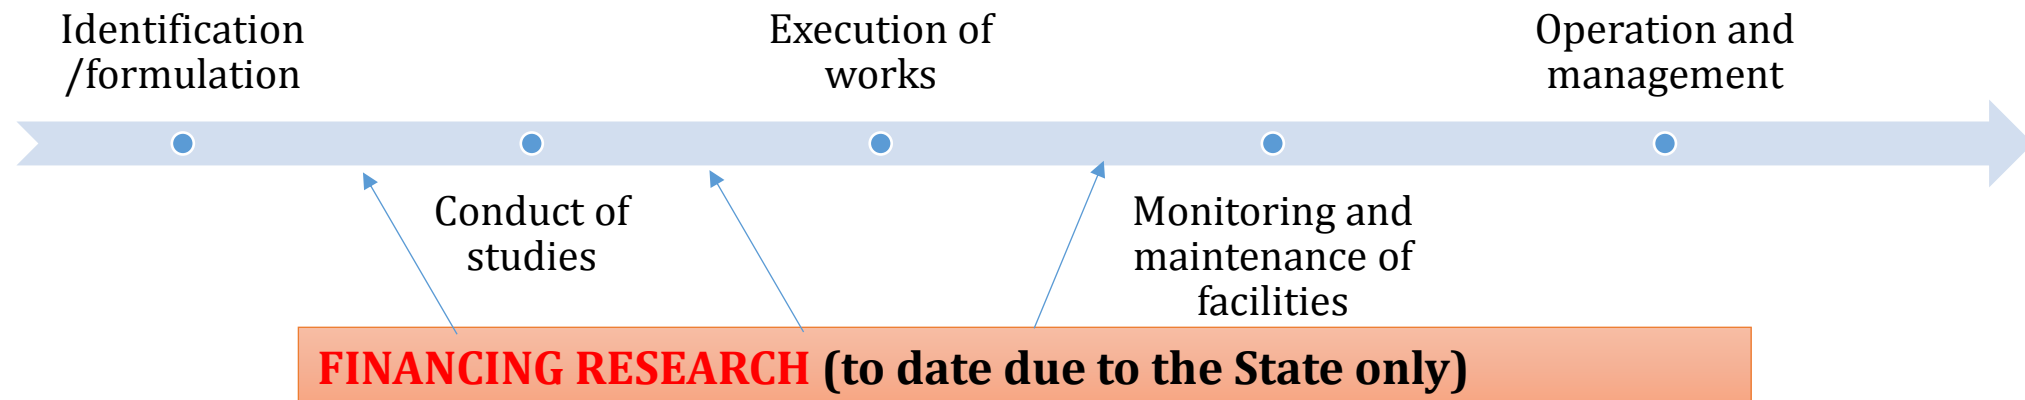 Identification
/formulation
Execution of
works
Operation and
management
Conduct of
studies
Monitoring and
maintenance of
facilities
FINANCING RESEARCH (to date due to the State only)